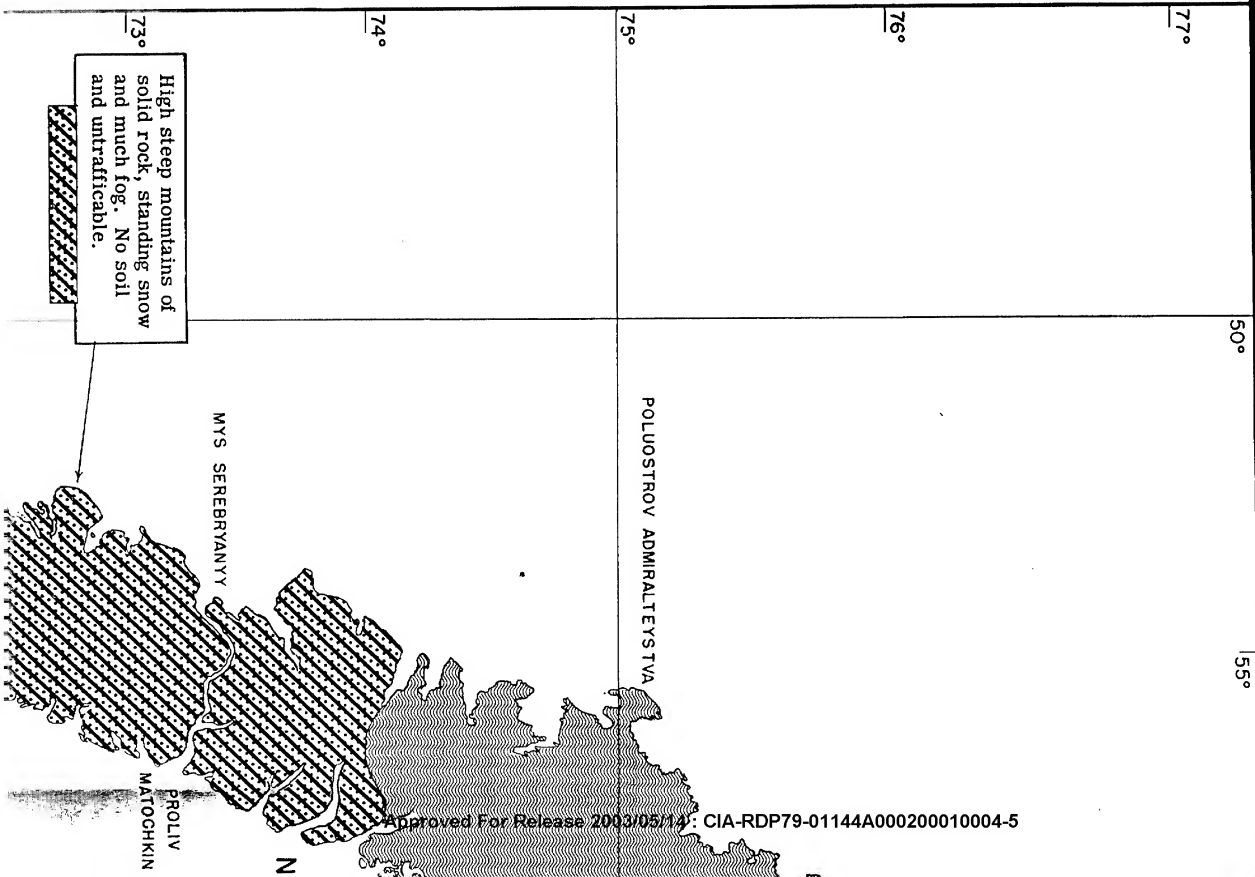 77°
76°
75°
74°
73°
50°
55°
High steep mountains of
solid rock, standing snow
and much fog. No soil
and untrafficable.
POLUOSTROV ADMIRALTEYSTVA
MYS SEREBRYANYY
PROLIV
MATOCHKIN
N
Approved For Release 2003/05/14 : CIA-RDP79-01144A000200010004-5